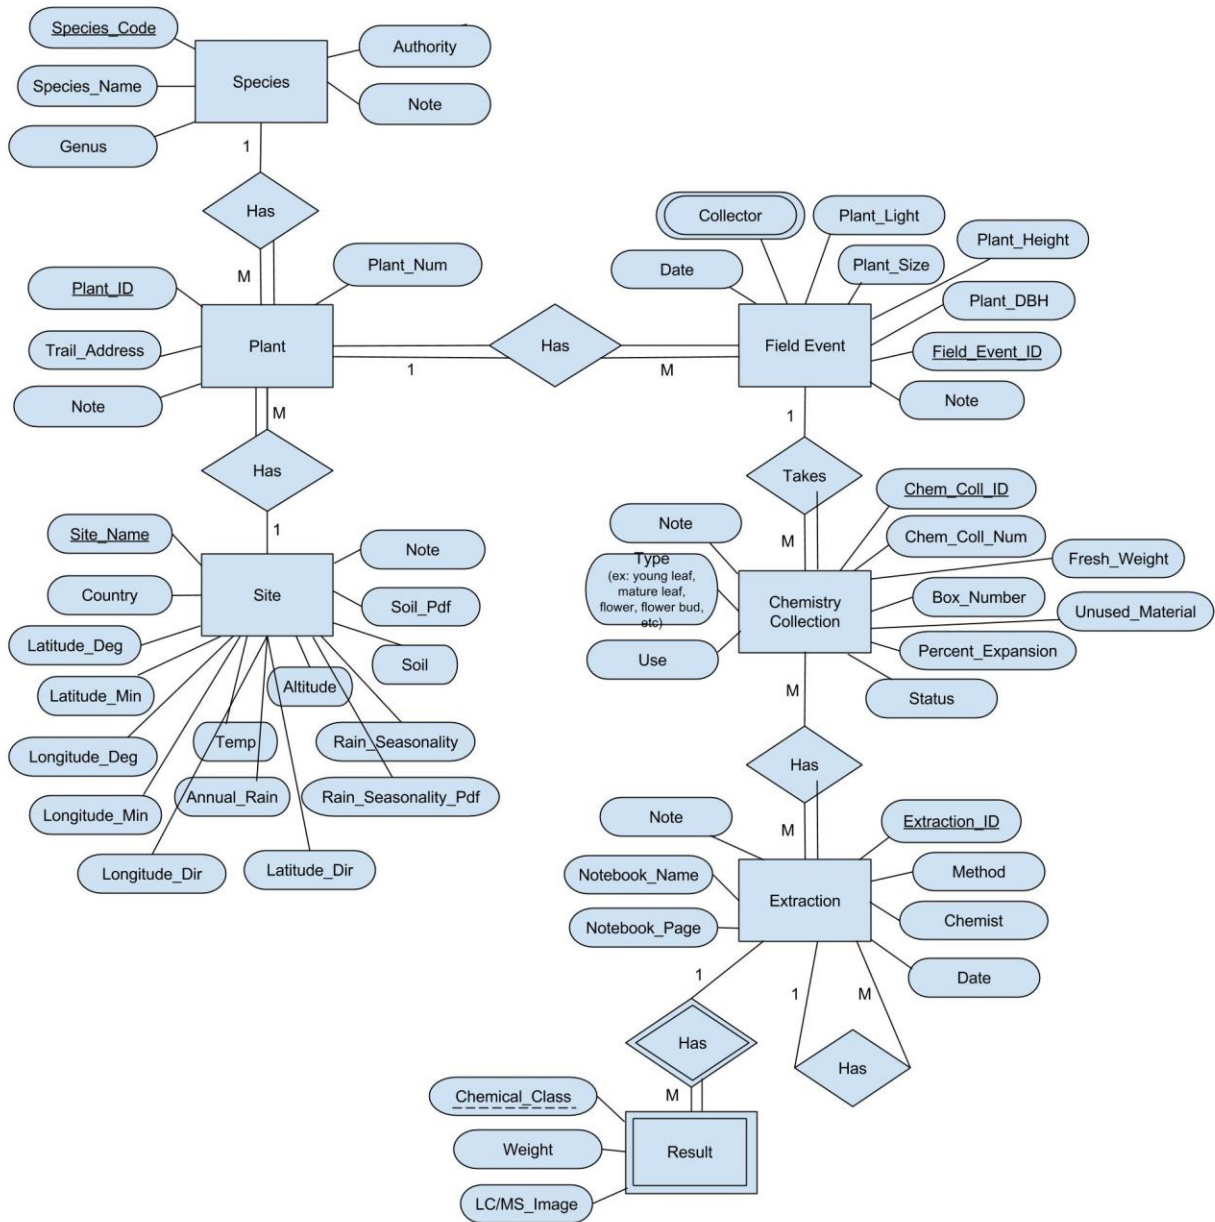 Species_Code
Authority
Species_Name
Species
Note
Genus
1
Has
M
Plant_ID
Plant_Num
Trail_Address
Plant
Note
1
Has
M
Collector
Plant_Light
Plant_Height
Date
Plant_Size
Plant_DBH
Field Event
Field_Event_ID
Note
M
Has
1
Site_Name
Note
Country
Site
Soil_Pdf
Latitude_Deg
Soil
Latitude_Min
Altitude
Longitude_Deg
Temp
Rain_Seasonality
Longitude_Min
Annual_Rain
Rain_Seasonality_Pdf
Longitude_Dir
Latitude_Dir
1
Takes
M
Note
Chem_Coll_ID
Chem_Coll_Num
Type
(ex: young leaf,
mature leaf,
flower, flower bud,
etc)
Chemistry
Collection
Fresh_Weight
Box_Number
Unused_Material
Use
Percent_Expansion
Status
M
Has
M
Note
Extraction_ID
Notebook_Name
Method
Extraction
Notebook_Page
Chemist
Date
1
1
M
Has
Has
M
Chemical_Class
Weight
Result
LC/MS_Image